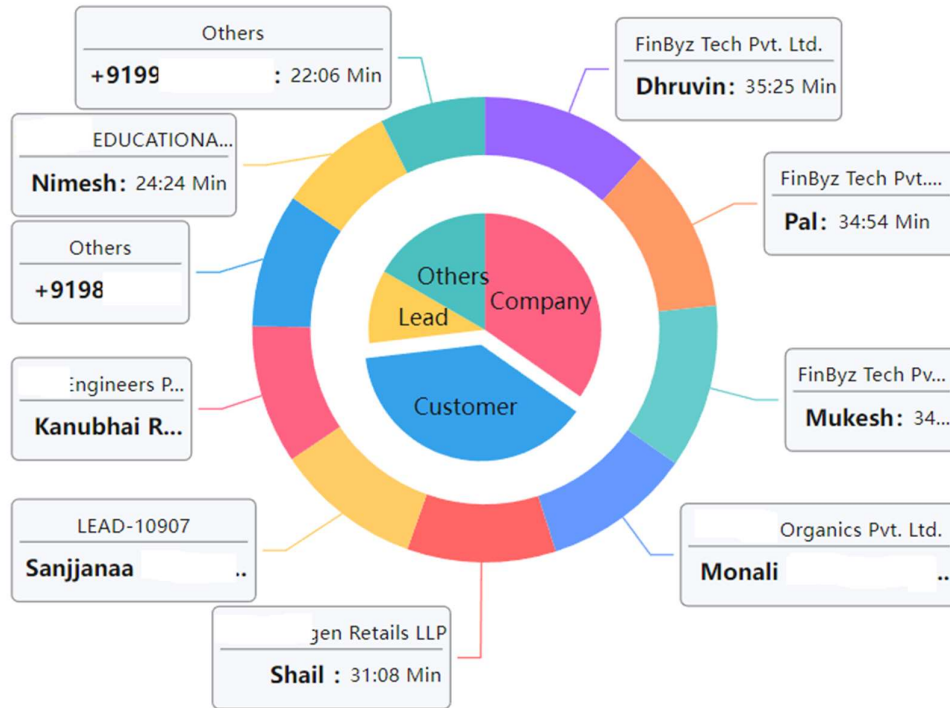 Others
+9199 : 22:06 Min
FinByz Tech Pvt. Ltd.
Dhruvin: 35:25 Min
EDUCATIONA...
Nimesh: 24:24 Min
FinByz Tech Pvt....
Pal: 34:54 Min
Others
+9198
Others
Company
Lead
Customer
Engineers P...
Kanubhai R...
FinByz Tech Pv...
Mukesh: 34...
LEAD-10907
Sanjjanaa ..
Organics Pvt. Ltd.
Monali ..
gen Retails LLP
Shail : 31:08 Min